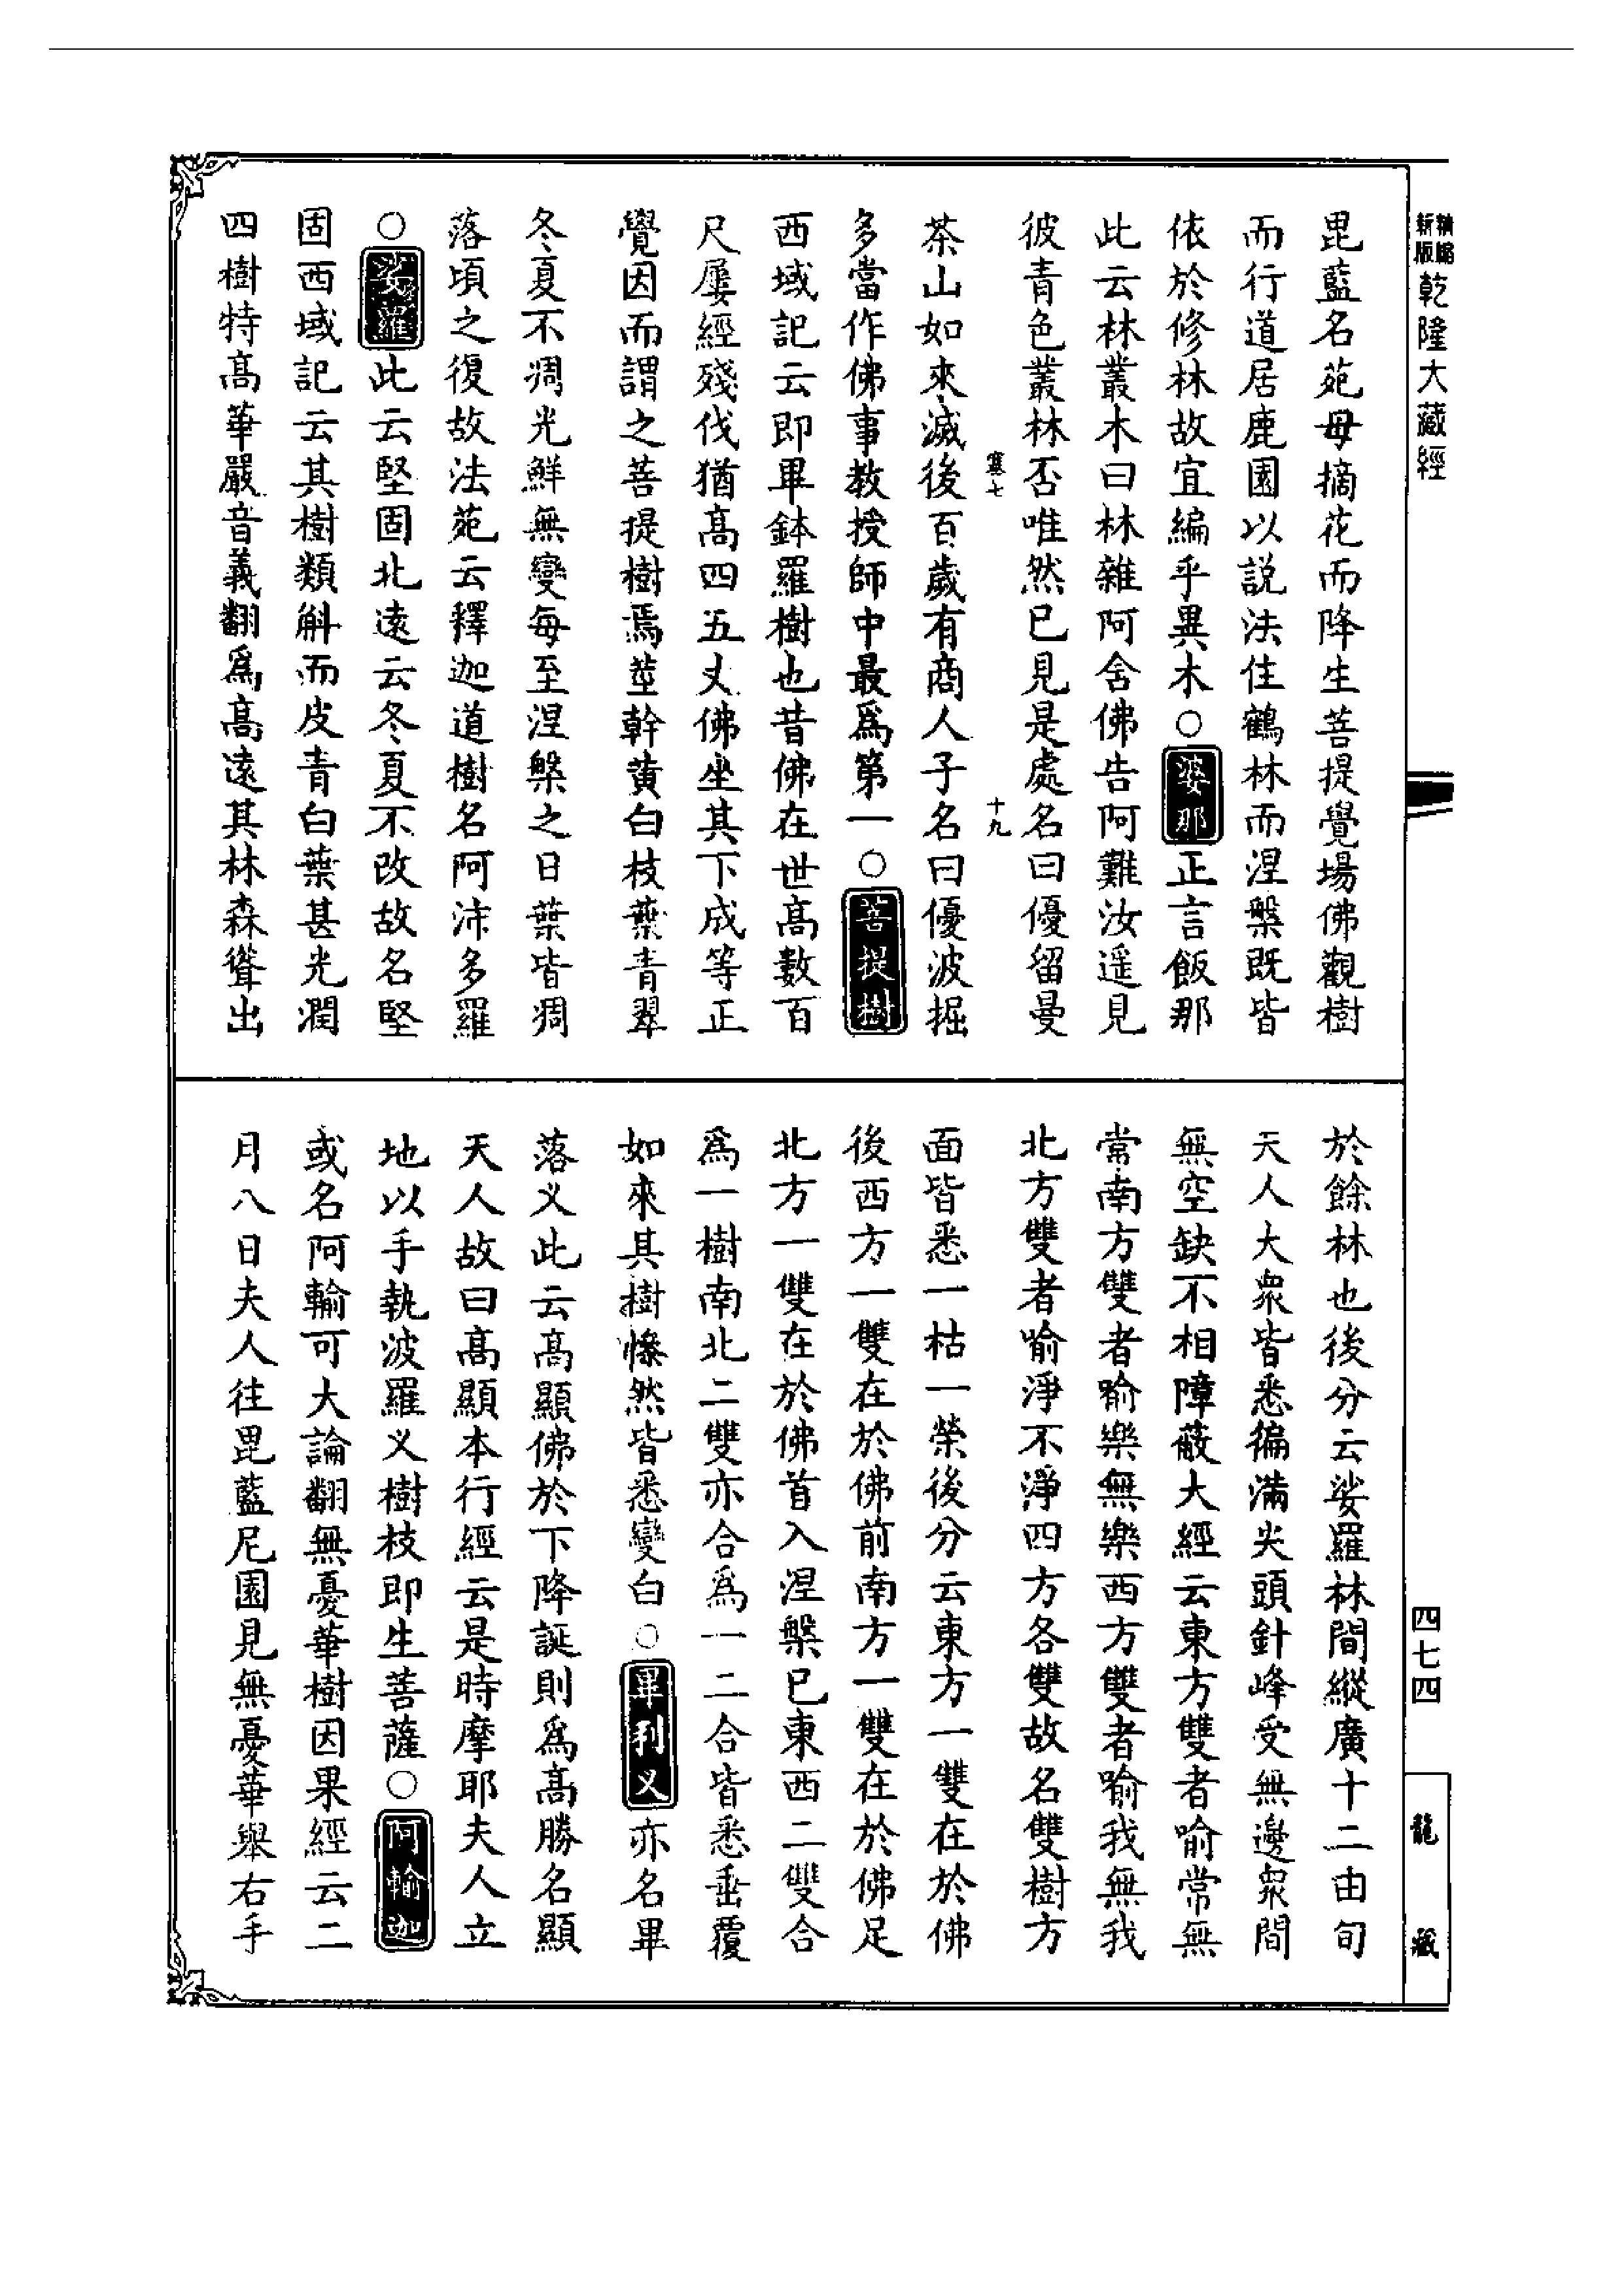 新版精縮乾隆大藏經
毘藍名苑母摘花而降生菩提覺場佛觀樹
而行道居鹿園以説法住鶴林而涅槃既皆
依於修林故宜編乎異木○婆那正言飯那
此云林叢木曰林雜阿含佛告阿難汝遥見
彼青色叢林否唯然已見是處名曰優留曼
寒七
十九
茶山如來滅後百歲有商人子名曰優波掘
多當作佛事教授師中最爲第一○菩提樹
西域記云即畢鉢羅樹也昔佛在世高數百
尺屢經殘伐猶高四五丈佛坐其下成等正
覺因而謂之菩提樹焉莖幹黄白枝葉青翠
冬夏不凋光鮮無變每至涅槃之日葉皆凋
落頃之復故法苑云釋迦道樹名阿沛多羅
○娑羅此云堅固北遠云冬夏不改故名堅
固西域記云其樹類斛而皮青白葉甚光潤
四樹特高華嚴音義翻爲高遠其林森聳出
於餘林也後分云娑羅林間縱廣十二由旬
天人大衆皆悉徧滿尖頭針峰受無邊衆間
無空缺不相障蔽大經云東方雙者喻常無
常南方雙者喻樂無樂西方雙者喻我無我
北方雙者喻淨不淨四方各雙故名雙樹方
面皆悉一枯一榮後分云東方一雙在於佛
後西方一雙在於佛前南方一雙在於佛足
北方一雙在於佛首入涅槃已東西二雙合
爲一樹南北二雙亦合爲一二合皆悉垂覆
如來其樹慘然皆悉變白○畢利义亦名畢
落义此云高顯佛於下降誕則爲高勝名顯
天人故曰高顯本行經云是時摩耶夫人立
地以手執波羅义樹枝即生菩薩○阿輸迦
或名阿輸可大論翻無憂華樹因果經云二
月八日夫人往毘藍尼園見無憂華舉右手
四七四
龍藏